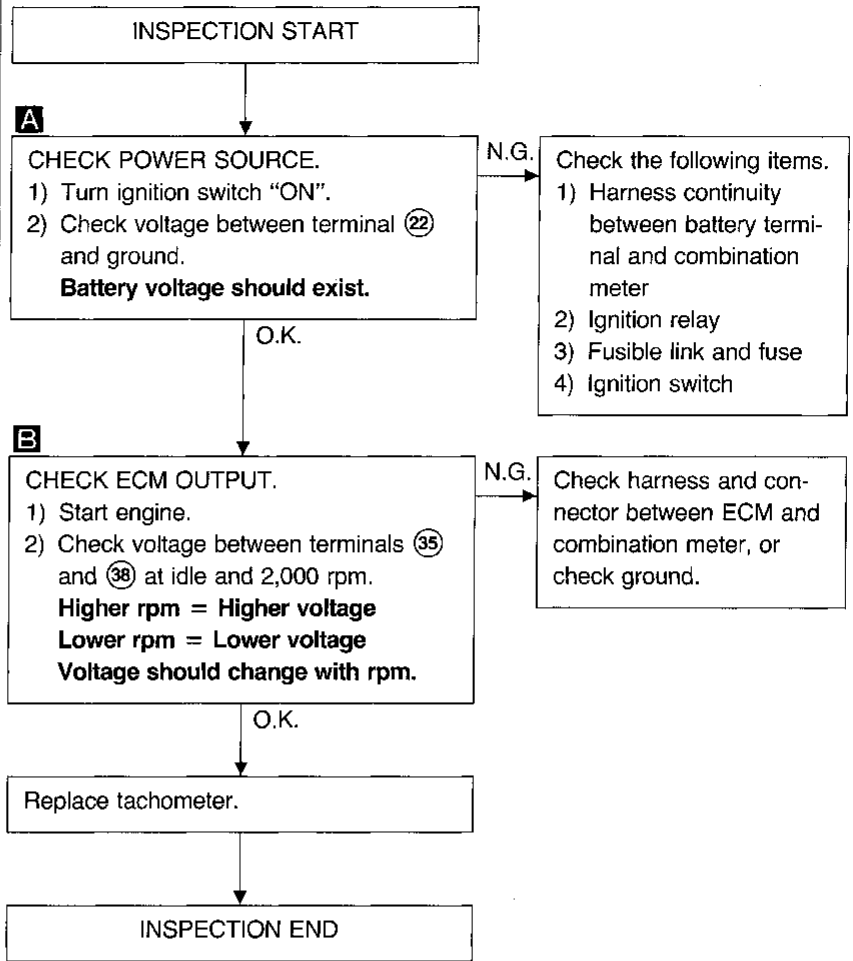 INSPECTION START
A
CHECK POWER SOURCE.
1) Turn ignition switch “ON”.
2) Check voltage between terminal ㉒
and ground.
Battery voltage should exist.
N.G.
Check the following items.
1) Harness continuity
between battery termi-
nal and combination
meter
2) Ignition relay
3) Fusible link and fuse
4) Ignition switch
O.K.
B
CHECK ECM OUTPUT.
1) Start engine.
2) Check voltage between terminals ㉟
and ㊳ at idle and 2,000 rpm.
Higher rpm = Higher voltage
Lower rpm = Lower voltage
Voltage should change with rpm.
N.G.
Check harness and con-
nector between ECM and
combination meter, or
check ground.
O.K.
Replace tachometer.
INSPECTION END